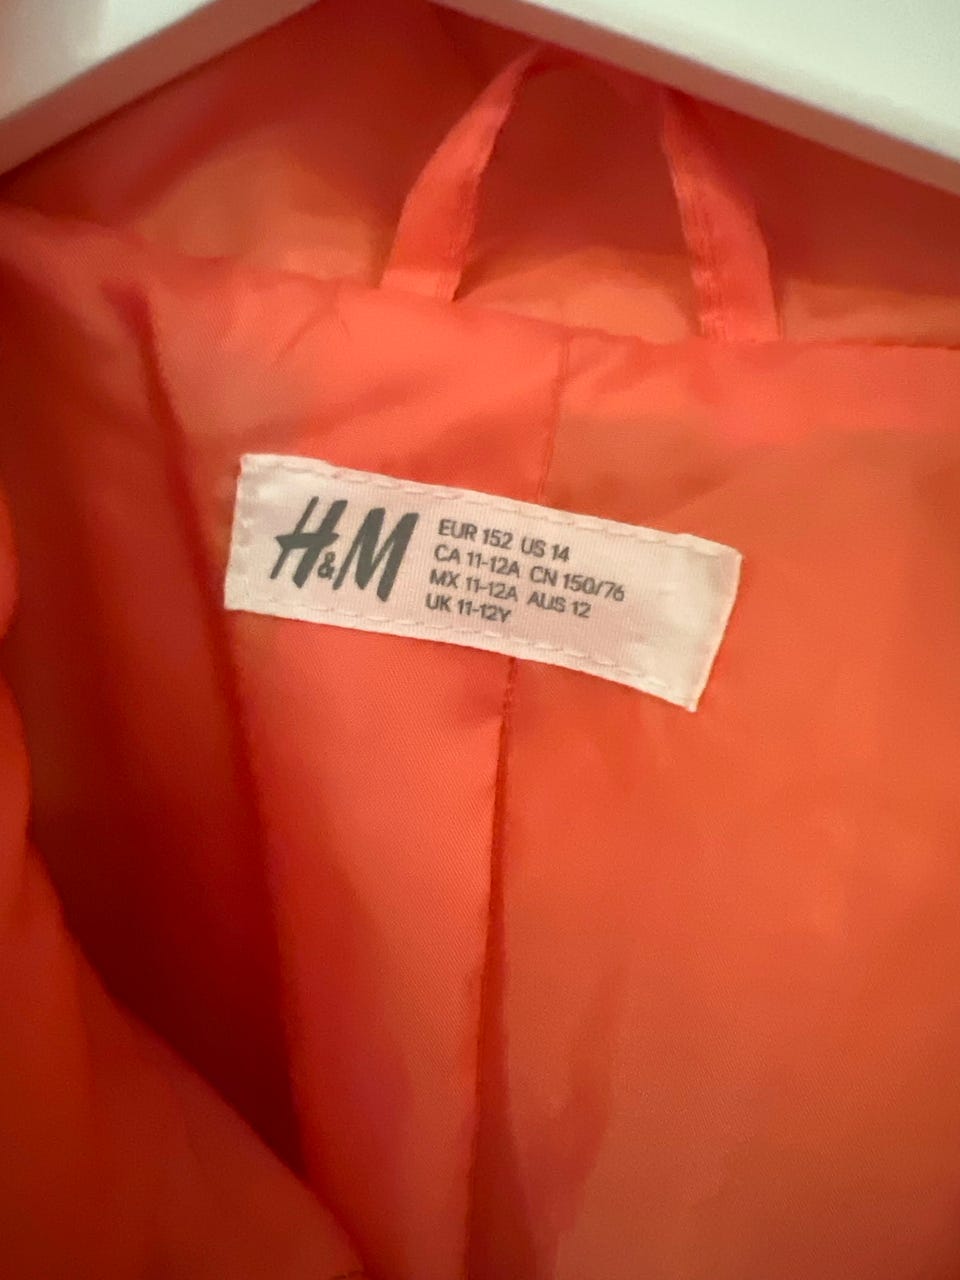 H&M
EUR 152 US 14
CA 11-12A CN 150/76
MX 11-12A AUS 12
UK 11-12Y